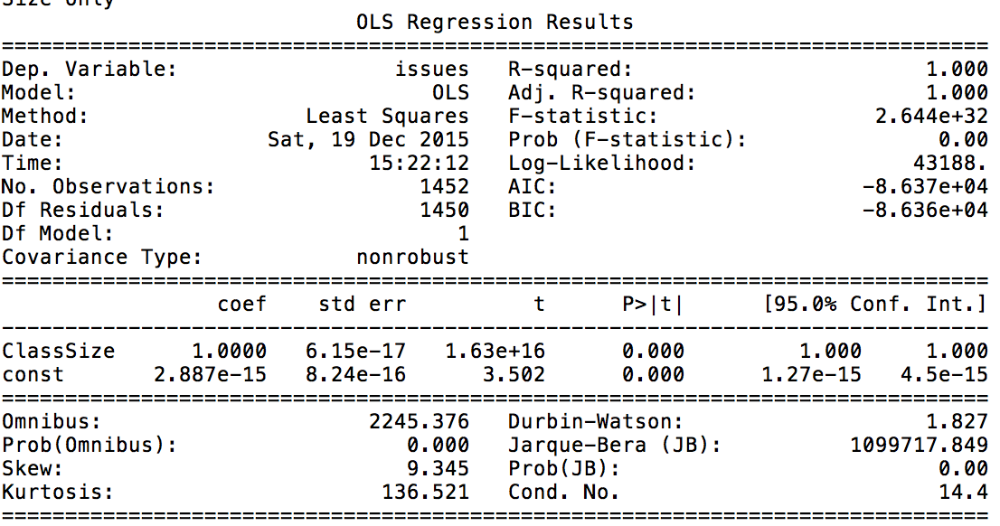 Size Only
OLS Regression Results
==============================================================================
Dep. Variable:                 issues   R-squared:                       1.000
Model:                            OLS   Adj. R-squared:                  1.000
Method:                 Least Squares   F-statistic:                 2.644e+32
Date:                Sat, 19 Dec 2015   Prob (F-statistic):               0.00
Time:                        15:22:12   Log-Likelihood:                 43188.
No. Observations:                1452   AIC:                        -8.637e+04
Df Residuals:                    1450   BIC:                        -8.636e+04
Df Model:                           1
Covariance Type:            nonrobust
==============================================================================
                 coef    std err          t      P>|t|      [95.0% Conf. Int.]
------------------------------------------------------------------------------
ClassSize      1.0000   6.15e-17   1.63e+16      0.000         1.000     1.000
const       2.887e-15   8.24e-16      3.502      0.000      1.27e-15   4.5e-15
==============================================================================
Omnibus:                     2245.376   Durbin-Watson:                   1.827
Prob(Omnibus):                  0.000   Jarque-Bera (JB):          1099717.849
Skew:                           9.345   Prob(JB):                         0.00
Kurtosis:                     136.521   Cond. No.                         14.4
==============================================================================